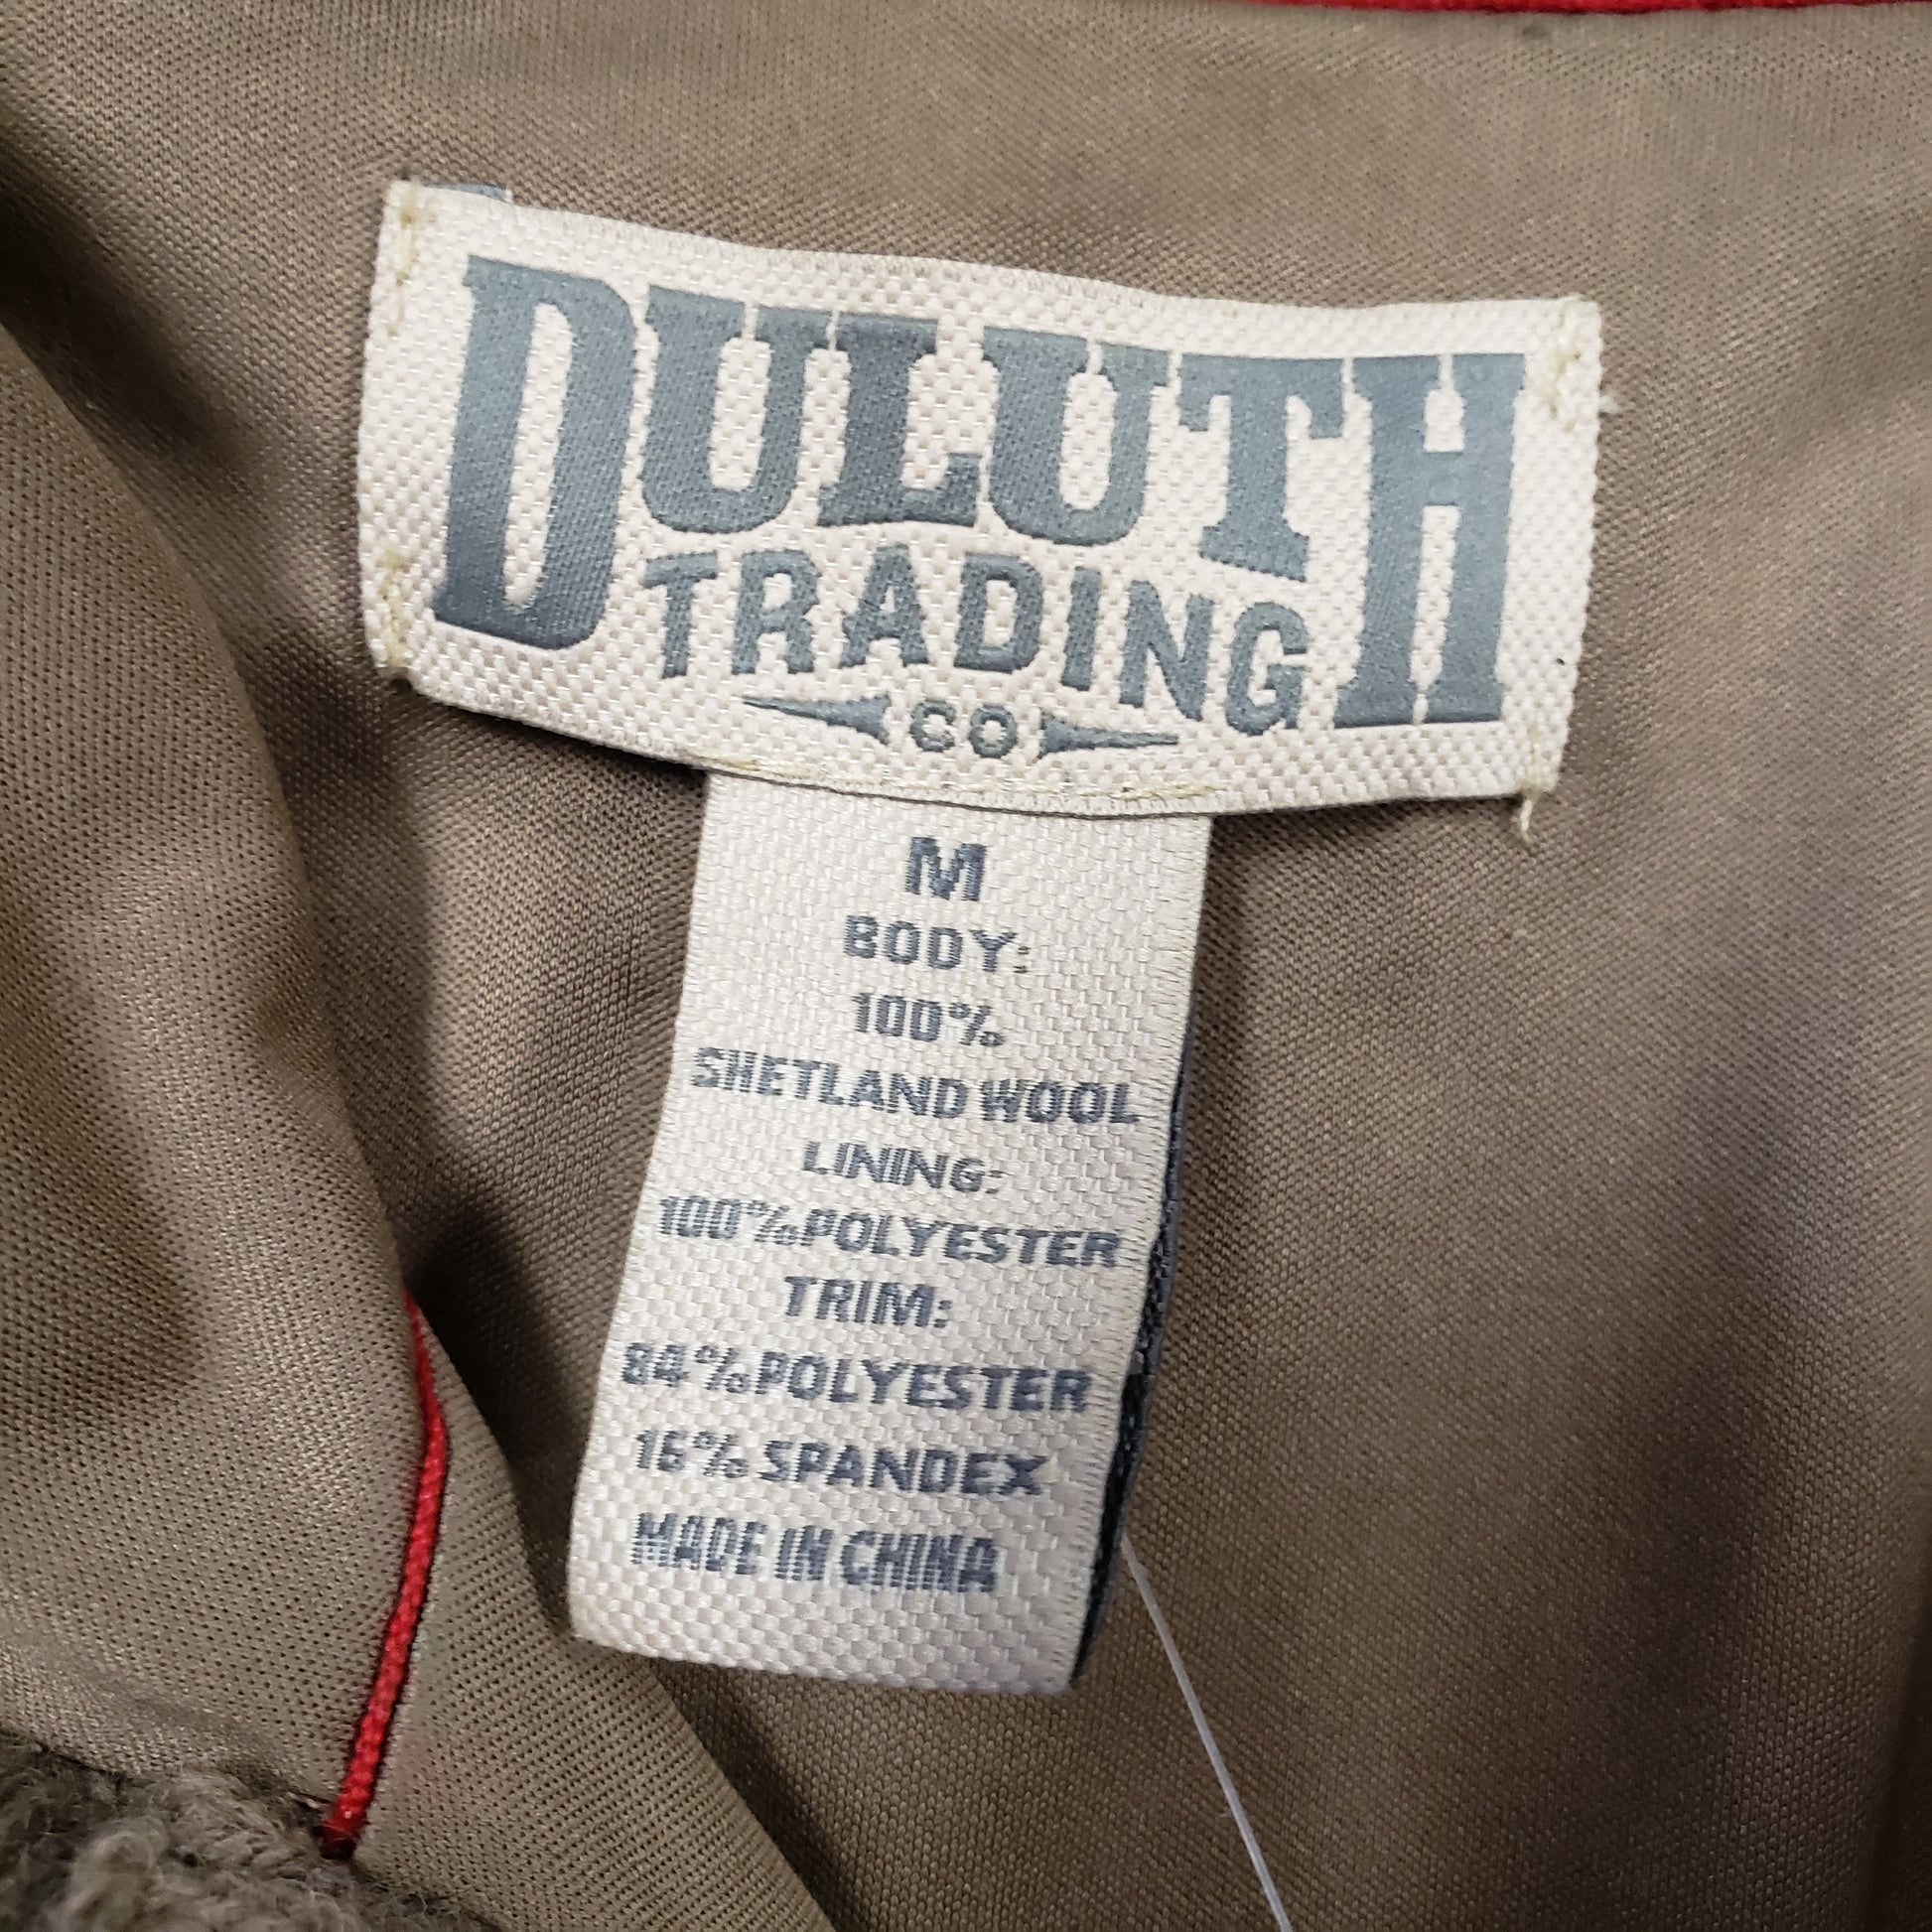 DULUTH
TRADING
CO
M
BODY:
100%
SHETLAND WOOL
LINING:
100%POLYESTER
TRIM:
84%POLYESTER
16%SPANDEX
MADE IN CHINA